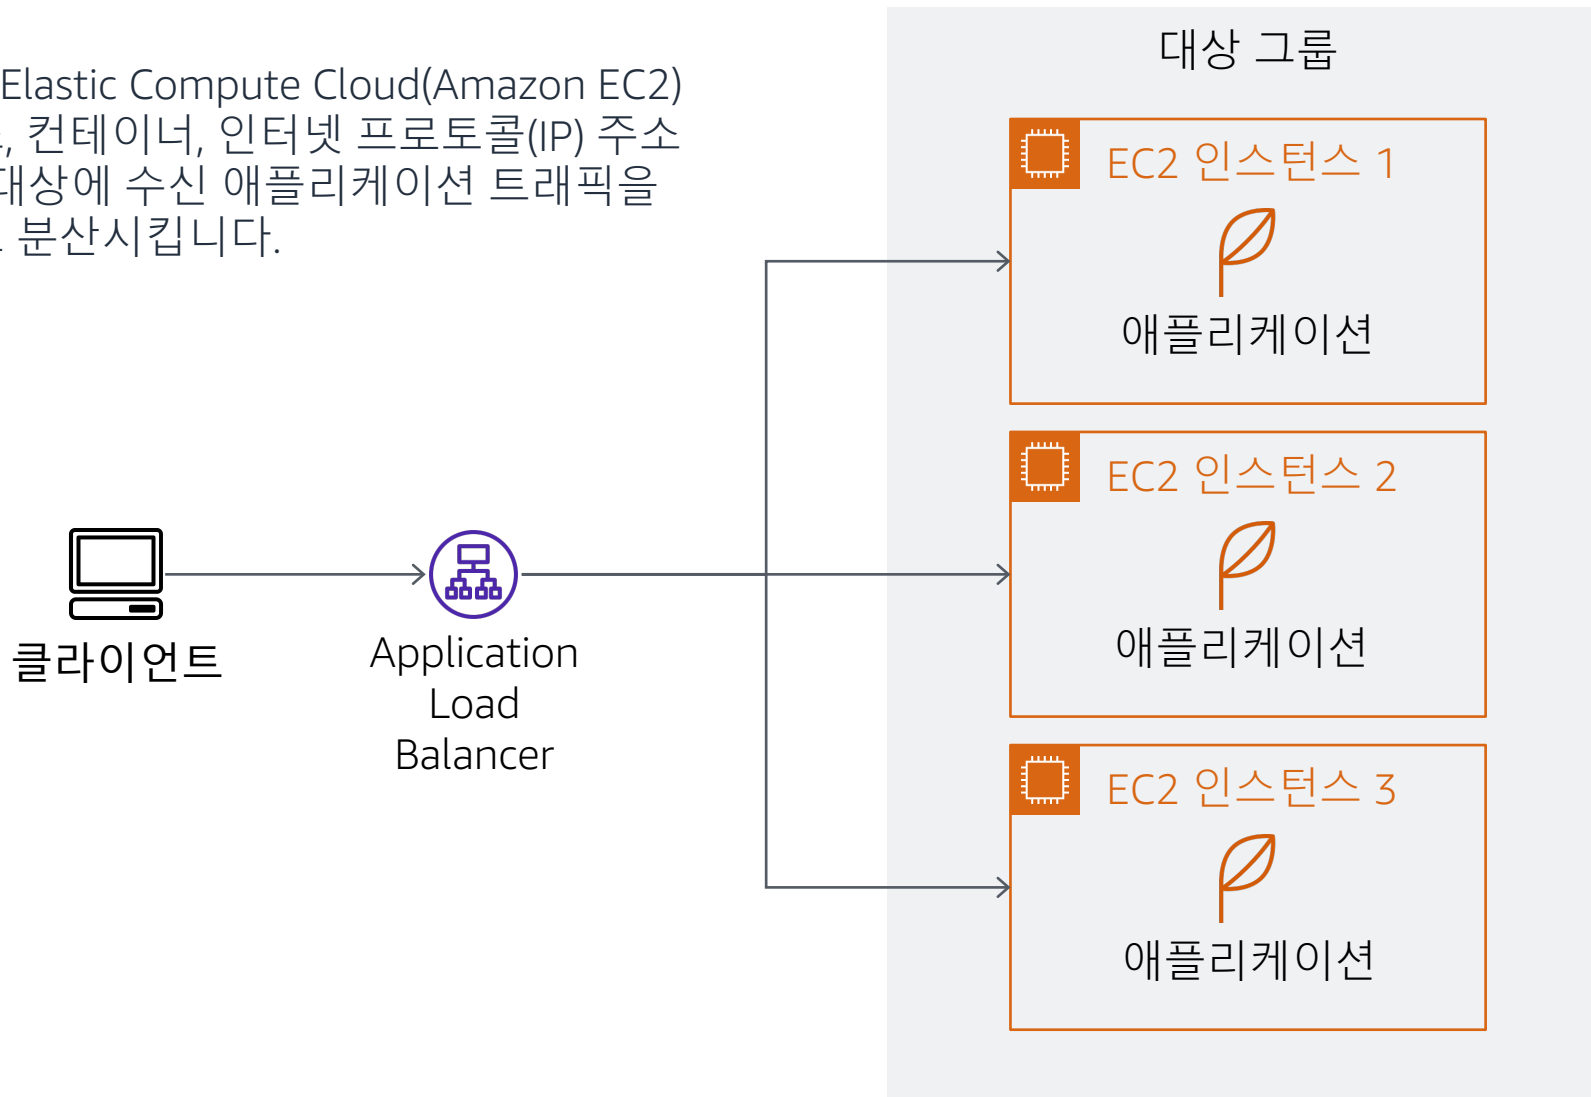 Elastic Compute Cloud(Amazon EC2)
컨테이너, 인터넷 프로토콜(IP) 주소
대상에 수신 애플리케이션 트래픽을
분산시킵니다.
대상 그룹
EC2 인스턴스 1
애플리케이션
EC2 인스턴스 2
애플리케이션
EC2 인스턴스 3
애플리케이션
클라이언트
Application
Load
Balancer